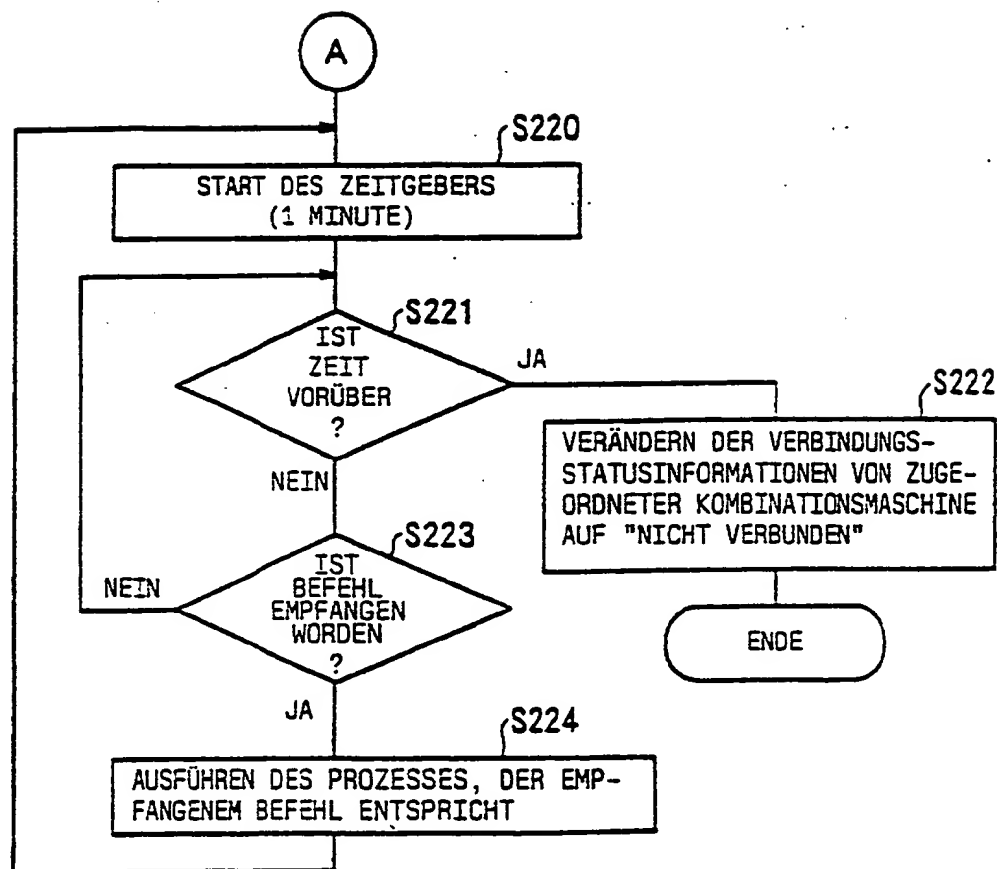 A
S220
START DES ZEITGEBERS
(1 MINUTE)
S221
IST
ZEIT
VORÜBER
?
JA
S222
VERÄNDERN DER VERBINDUNGS-
STATUSINFORMATIONEN VON ZUGE-
ORDNETER KOMBINATIONSMASCHINE
AUF "NICHT VERBUNDEN"
NEIN
S223
IST
BEFEHL
EMPFANGEN
WORDEN
?
NEIN
ENDE
JA
S224
AUSFÜHREN DES PROZESSES, DER EMP-
FANGENEM BEFEHL ENTSPRICHT